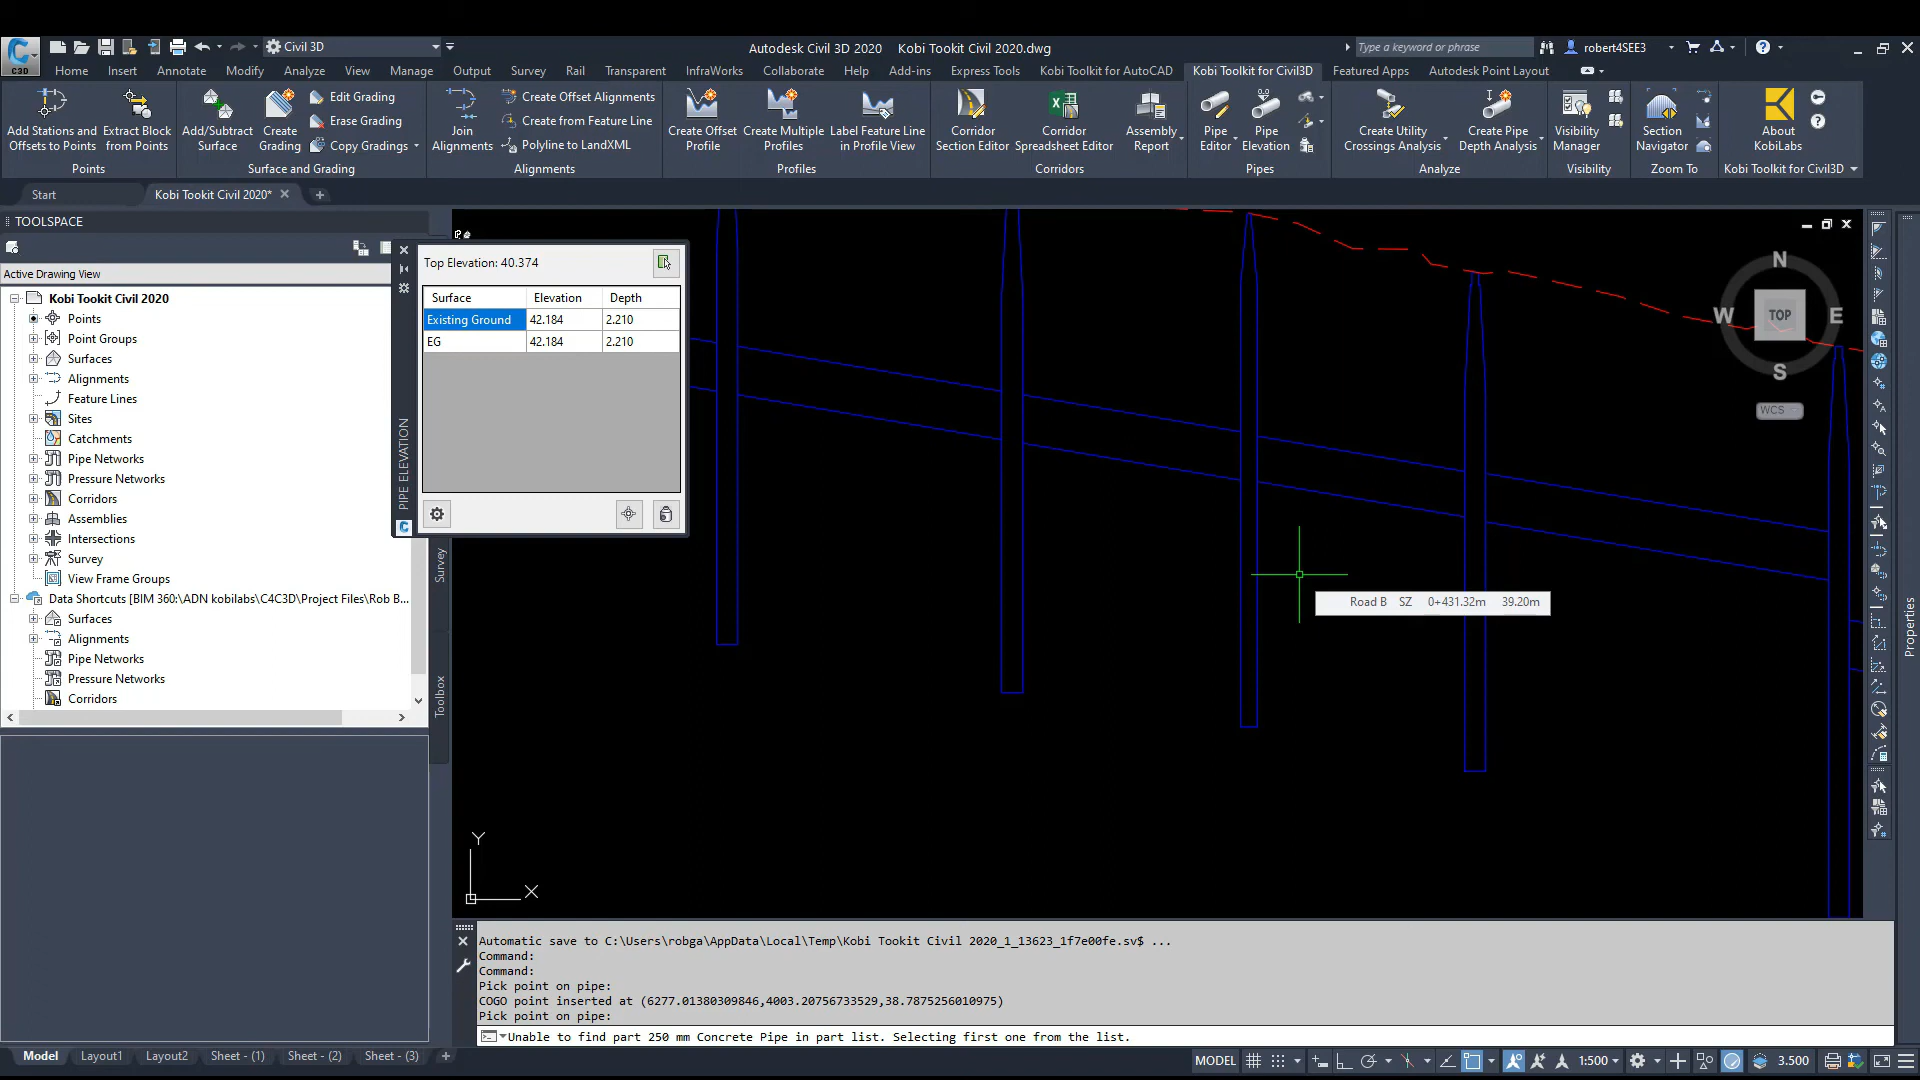 Civil 3D
Autodesk Civil 3D 2020 Kobi Tookit Civil 2020.dwg
Type a keyword or phrase
robert4SEE3
C3D
Home Insert Annotate Modify Analyze View Manage Output Survey Rail Transparent InfraWorks Collaborate Help Add-ins Express Tools Kobi Toolkit for AutoCAD Kobi Toolkit for Civil3D Featured Apps Autodesk Point Layout
Add Stations and Offsets to Points
Extract Block from Points
Points
Add/Subtract Surface
Create Grading
Edit Grading
Erase Grading
Copy Gradings
Surface and Grading
Join Alignments
Create Offset Alignments
Create from Feature Line
Polyline to LandXML
Alignments
Create Offset Profile
Create Multiple Profiles
Label Feature Line in Profile View
Profiles
Corridor Section Editor
Corridor Spreadsheet Editor
Assembly Report
Corridors
Pipe Editor
Pipe Elevation
Pipes
Create Utility Crossings Analysis
Create Pipe Depth Analysis
Analyze
Visibility Manager
Visibility
Section Navigator
Zoom To
About KobiLabs
Kobi Toolkit for Civil3D
Start
Kobi Tookit Civil 2020*
TOOLSPACE
Active Drawing View
Kobi Tookit Civil 2020
Points
Point Groups
Surfaces
Alignments
Feature Lines
Sites
Catchments
Pipe Networks
Pressure Networks
Corridors
Assemblies
Intersections
Survey
View Frame Groups
Data Shortcuts [BIM 360:\ADN kobilabs\C4C3D\Project Files\Rob B...
Surfaces
Alignments
Pipe Networks
Pressure Networks
Corridors
Survey
Toolbox
PIPE ELEVATION
Top Elevation: 40.374
Surface Elevation Depth
Existing Ground 42.184 2.210
EG 42.184 2.210
N
W TOP E
S
WCS
Road B SZ 0+431.32m 39.20m
Properties
Y
X
Automatic save to C:\Users\robga\AppData\Local\Temp\Kobi Tookit Civil 2020_1_13623_1f7e00fe.sv$ ...
Command:
Command:
Pick point on pipe:
COGO point inserted at (6277.01380309846,4003.20756733529,38.7875256010975)
Pick point on pipe:
Unable to find part 250 mm Concrete Pipe in part list. Selecting first one from the list.
Model Layout1 Layout2 Sheet - (1) Sheet - (2) Sheet - (3)
MODEL
1:500
3.500